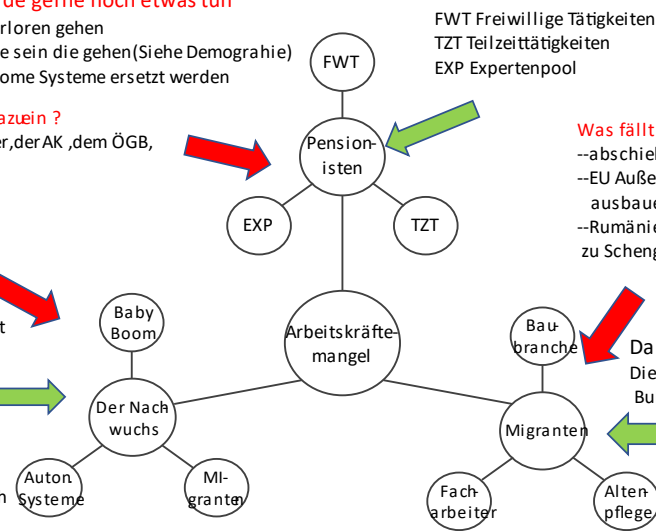 de gerne noch etwas tun
rloren gehen
e sein die gehen(Siehe Demograhie)
ome Systeme ersetzt werden
azuein ?
er,derAK ,dem ÖGB,
FWT Freiwillige Tätigkeiten
TZT Teilzeittätigkeiten
EXP Expertenpool
FWT
Pension-
isten
EXP
TZT
Was fällt
--abschieb
--EU Auße
ausbaue
--Rumänie
zu Scheng
Arbeitskräfte-
mangel
Baby
Boom
t
Der Nach-
wuchs
Auton.
Systeme
n
MI-
granten
Bau-
branche
Da
Die
Bu
Migranten
Fach-
arbeiter
Alten-
pflege